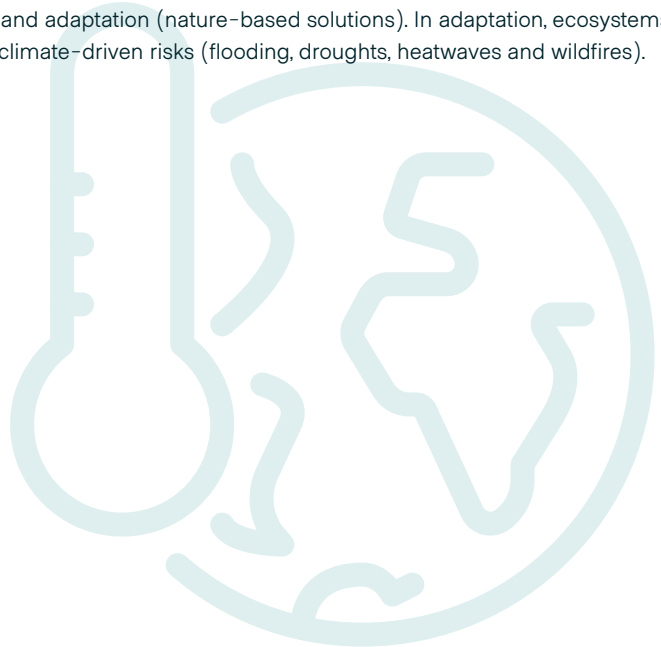 and adaptation (nature-based solutions). In adaptation, ecosystems
climate-driven risks (flooding, droughts, heatwaves and wildfires).